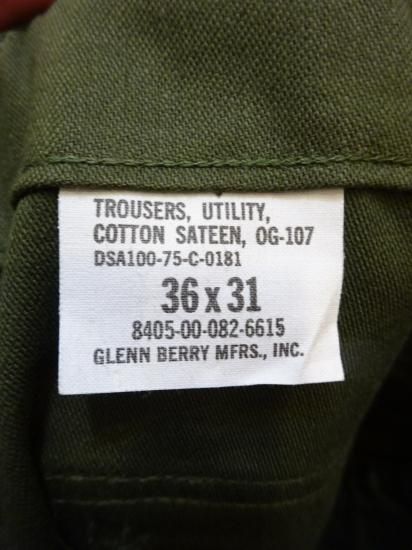 TROUSERS, UTILITY,
COTTON SATEEN, OG-107
DSA100-75-C-0181
36 x 31
8405-00-082-6615
GLENN BERRY MFRS., INC.